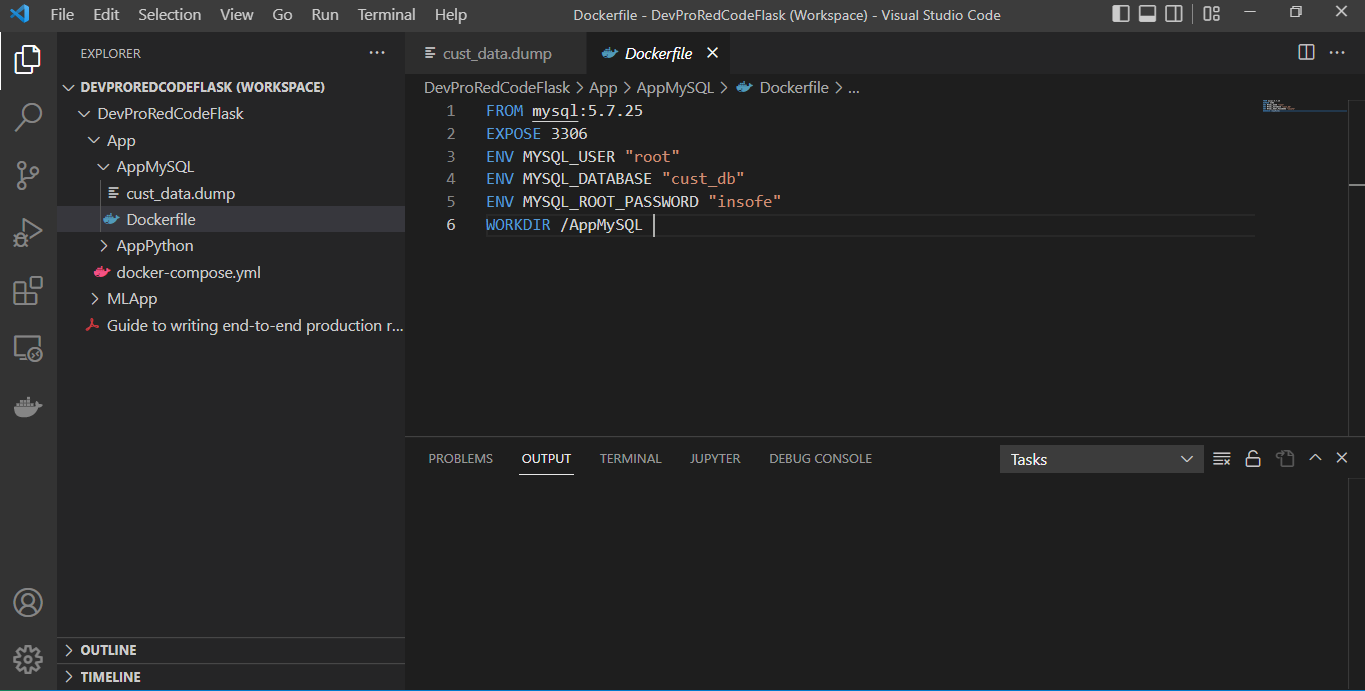 File Edit Selection View Go Run Terminal Help Dockerfile - DevProRedCodeFlask (Workspace) - Visual Studio Code
EXPLORER
DEVPROREDCODEFLASK (WORKSPACE)
DevProRedCodeFlask
App
AppMySQL
cust_data.dump
Dockerfile
AppPython
docker-compose.yml
MLApp
Guide to writing end-to-end production r...
OUTLINE
TIMELINE
cust_data.dump Dockerfile
DevProRedCodeFlask > App > AppMySQL > Dockerfile > ...
1 FROM mysql:5.7.25
2 EXPOSE 3306
3 ENV MYSQL_USER "root"
4 ENV MYSQL_DATABASE "cust_db"
5 ENV MYSQL_ROOT_PASSWORD "insofe"
6 WORKDIR /AppMySQL
PROBLEMS OUTPUT TERMINAL JUPYTER DEBUG CONSOLE Tasks